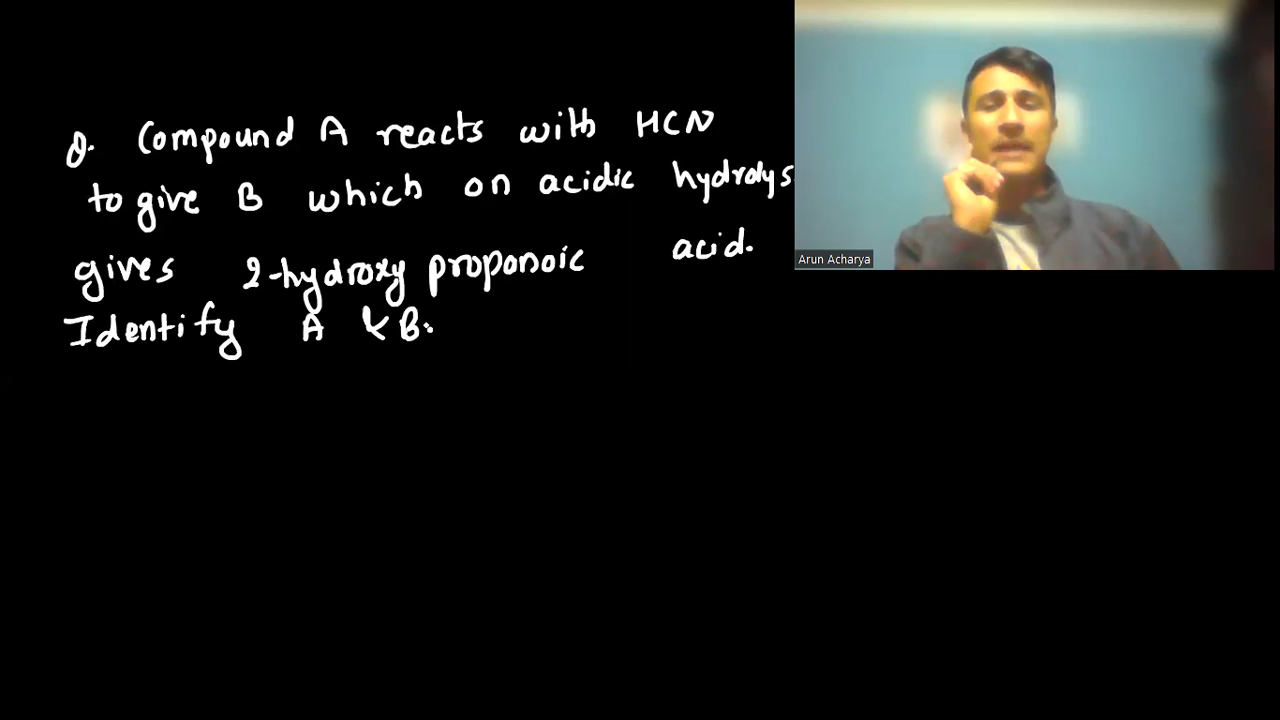 Q. Compound A reacts with HCN
to give B which on acidic hydrolys
gives 2-hydroxy proponoic acid.
Identify A & B.
Arun Acharya